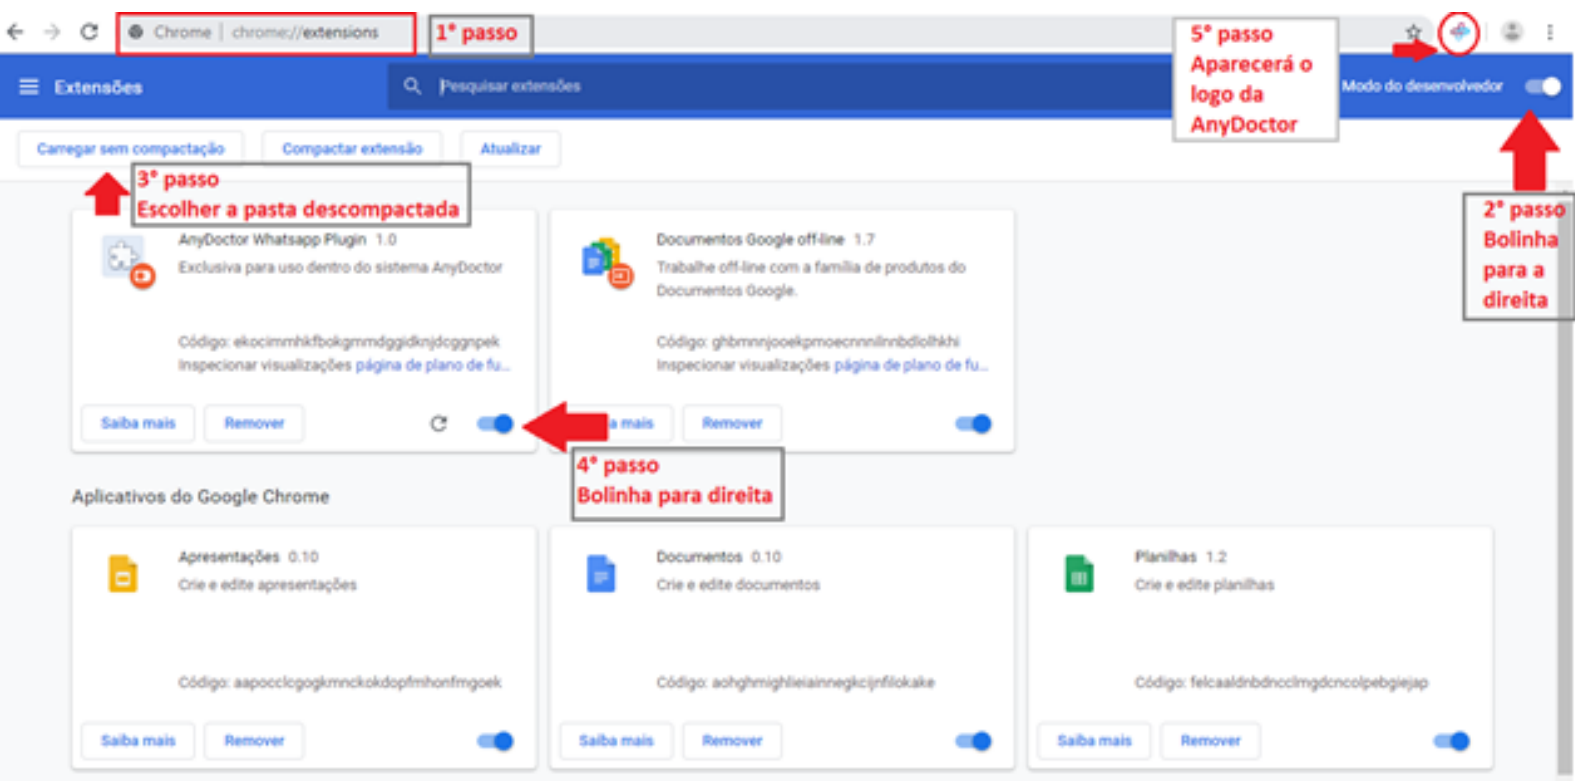 Chrome | chrome://extensions
1° passo
5° passo
Aparecerá o
logo da
AnyDoctor
Extensões
Pesquisar extensões
Modo do desenvolvedor
Carregar sem compactação
Compactar extensão
Atualizar
3° passo
Escolher a pasta descompactada
2° passo
Bolinha
para a
direita
AnyDoctor Whatsapp Plugin 1.0
Exclusiva para uso dentro do sistema AnyDoctor
Código: ekocimmhkfbokgmmdggidknjdcggnpek
Inspecionar visualizações página de plano de fu...
Saiba mais
Remover
Documentos Google off-line 1.7
Trabalhe off-line com a família de produtos do
Documentos Google.
Código: ghbmnnjooekpmoecnnnilnnbdlolhkhi
Inspecionar visualizações página de plano de fu...
a mais
Remover
4° passo
Bolinha para direita
Aplicativos do Google Chrome
Apresentações 0.10
Crie e edite apresentações
Código: aapocclcgogkmnckokdopfmhonfmgoek
Saiba mais
Remover
Documentos 0.10
Crie e edite documentos
Código: aohghmighlieiainnegkcijnfilokake
Saiba mais
Remover
Planilhas 1.2
Crie e edite planilhas
Código: felcaaldnbdncclmgdcncolpebgiejap
Saiba mais
Remover